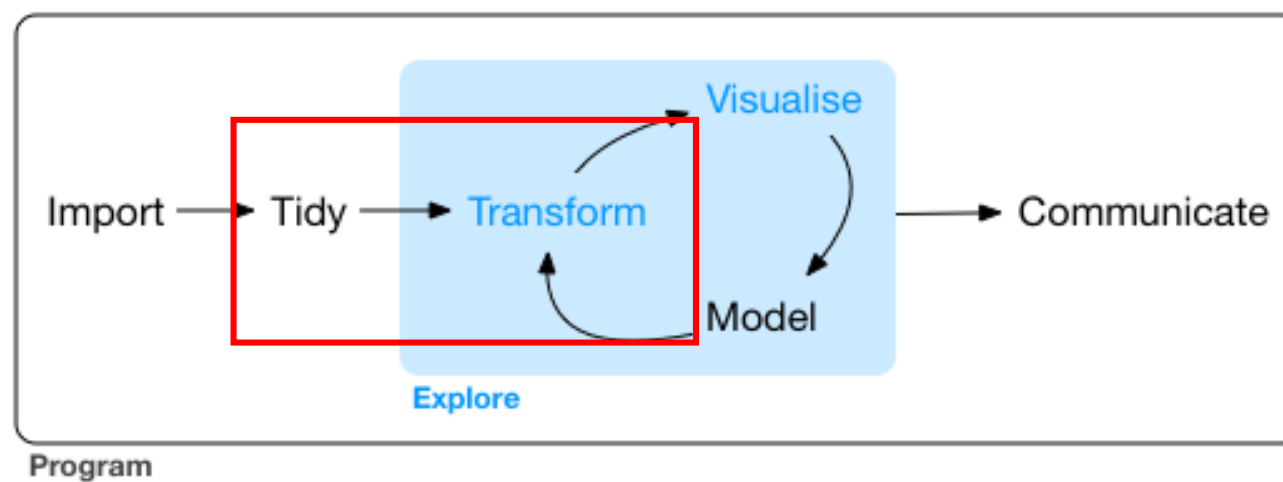 Visualise
Import Tidy Transform Communicate
Model
Explore
Program